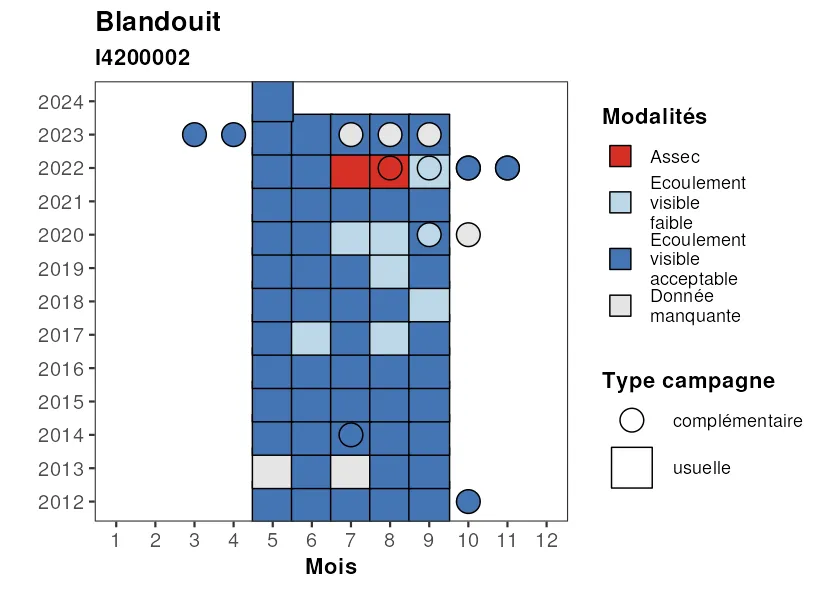 Blandouit
I4200002
2024
2023
2022
2021
2020
2019
2018
2017
2016
2015
2014
2013
2012
1 2 3 4 5 6 7 8 9 10 11 12
Mois
Modalités
Assec
Ecoulement
visible
faible
Ecoulement
visible
acceptable
Donnée
manquante
Type campagne
complémentaire
usuelle